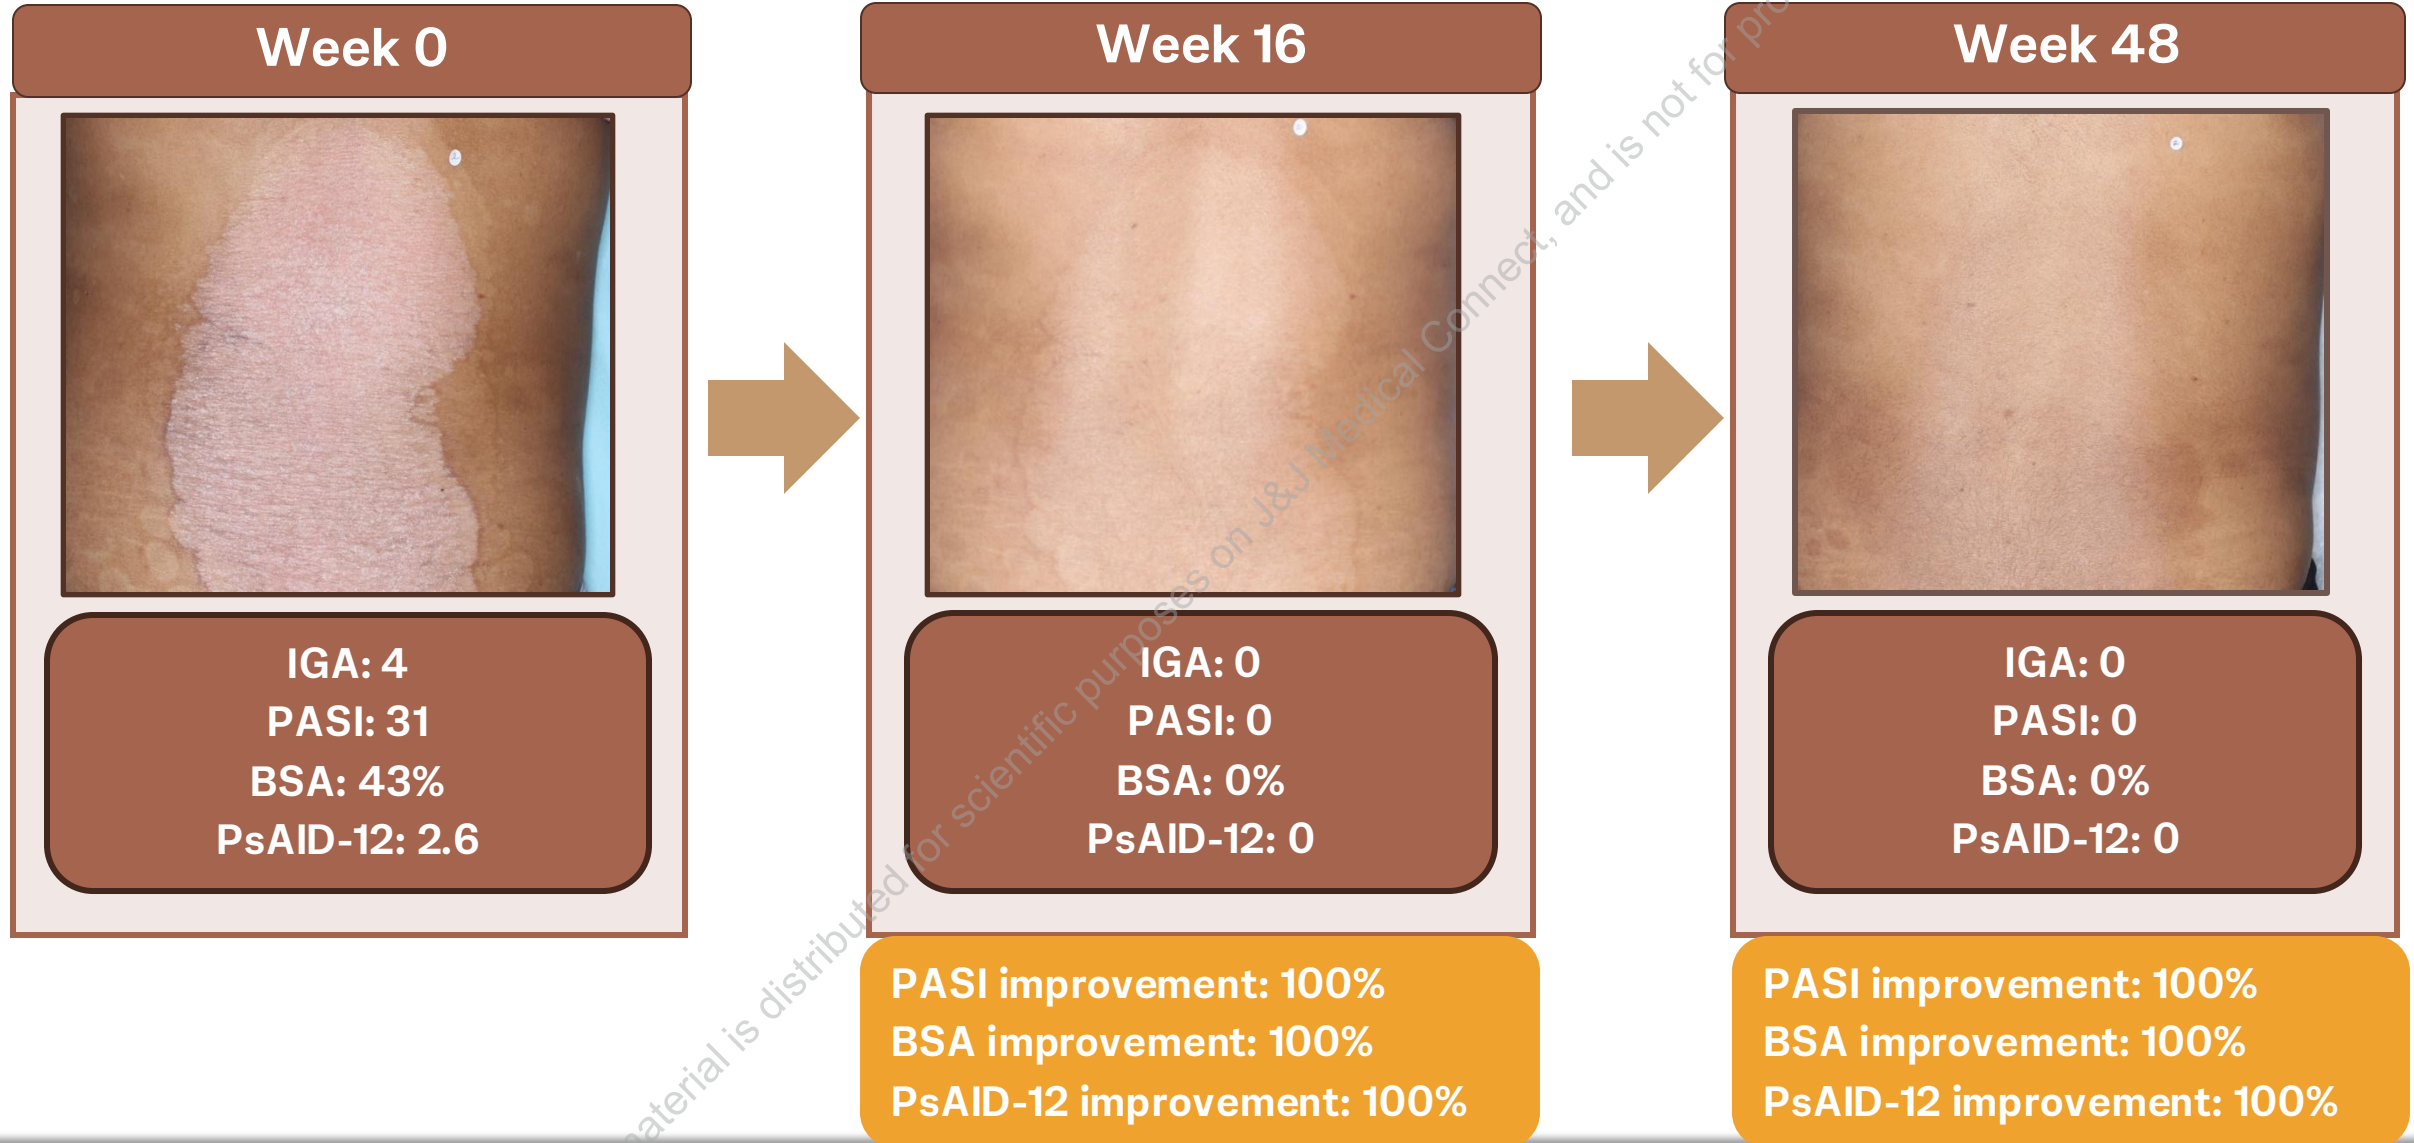 Week 0
IGA: 4
PASI: 31
BSA: 43%
PsAID-12: 2.6
Week 16
IGA: 0
PASI: 0
BSA: 0%
PsAID-12: 0
PASI improvement: 100%
BSA improvement: 100%
PsAID-12 improvement: 100%
Week 48
IGA: 0
PASI: 0
BSA: 0%
PsAID-12: 0
PASI improvement: 100%
BSA improvement: 100%
PsAID-12 improvement: 100%
is distributed for scientific purposes on J&J Medical Connect, and is not for